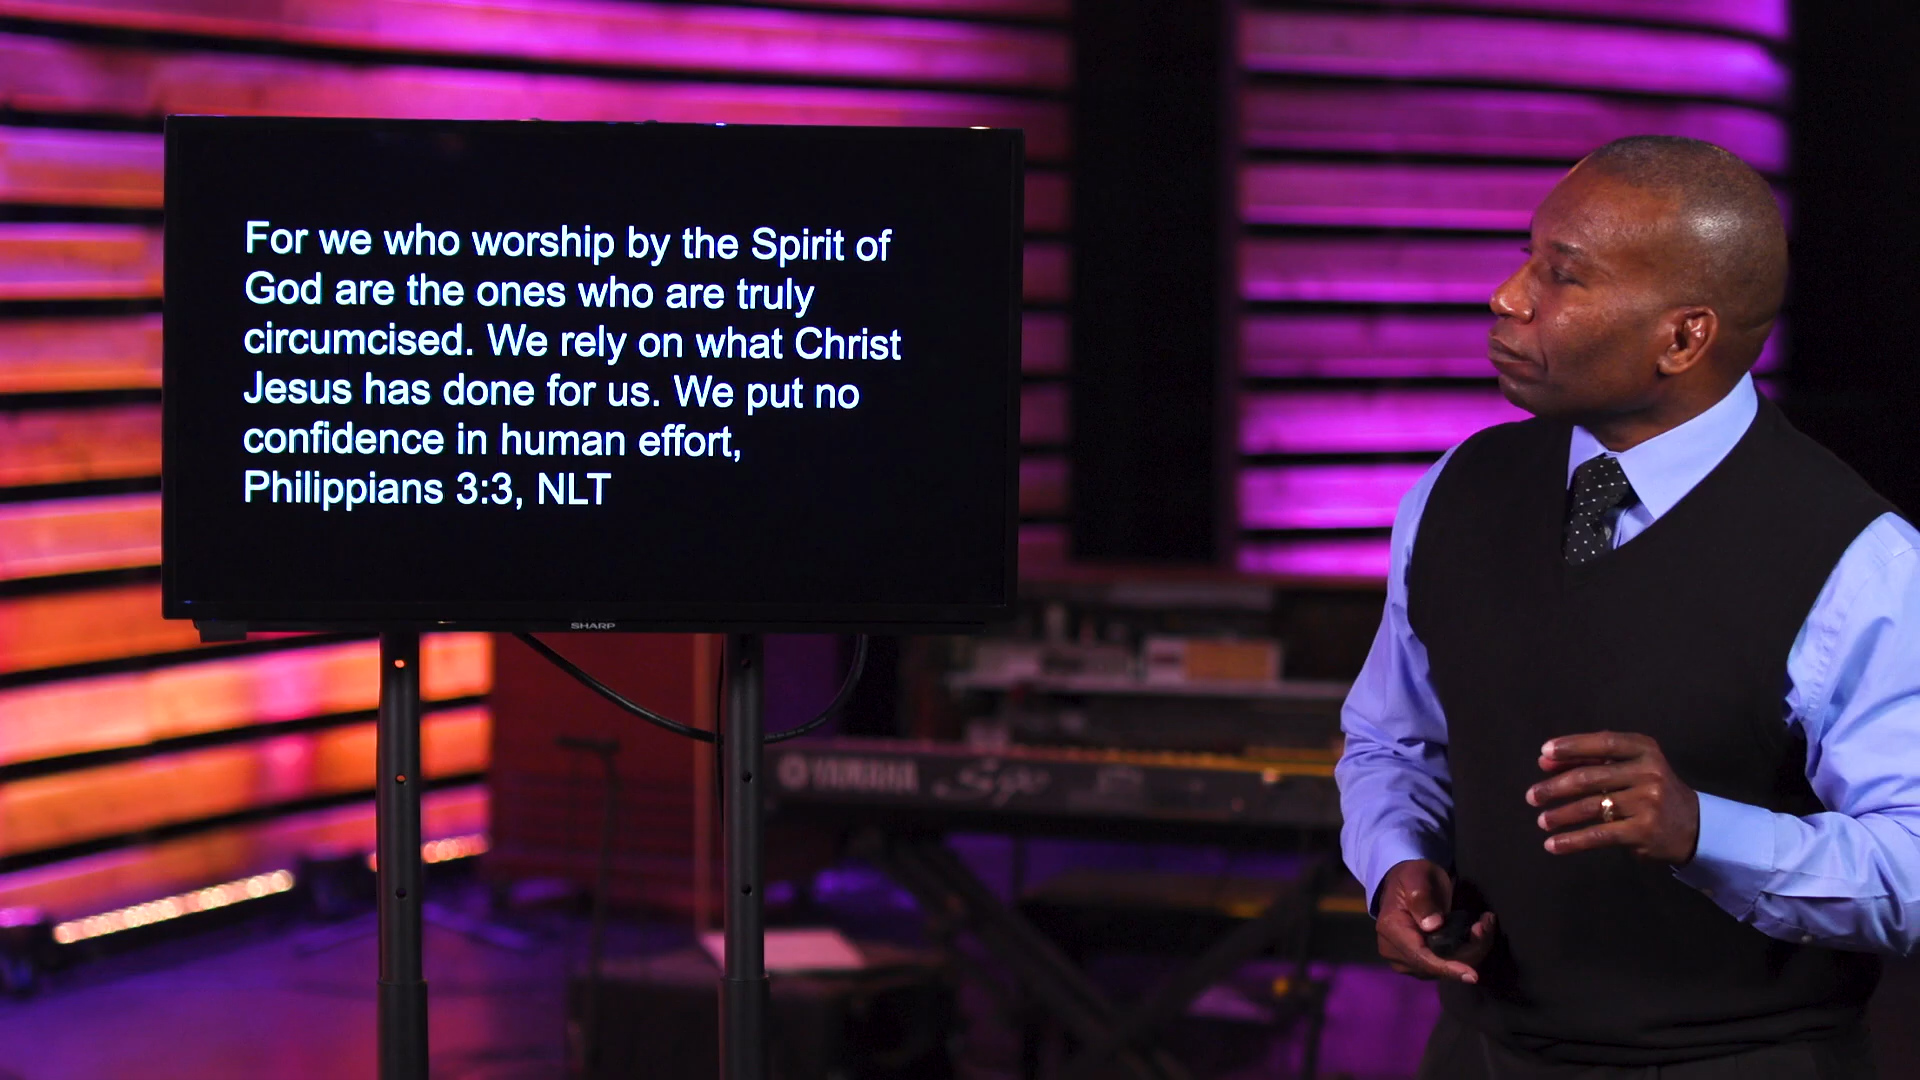 For we who worship by the Spirit of
God are the ones who are truly
circumcised. We rely on what Christ
Jesus has done for us. We put no
confidence in human effort,
Philippians 3:3, NLT
SHARP
YAMAHA
S90